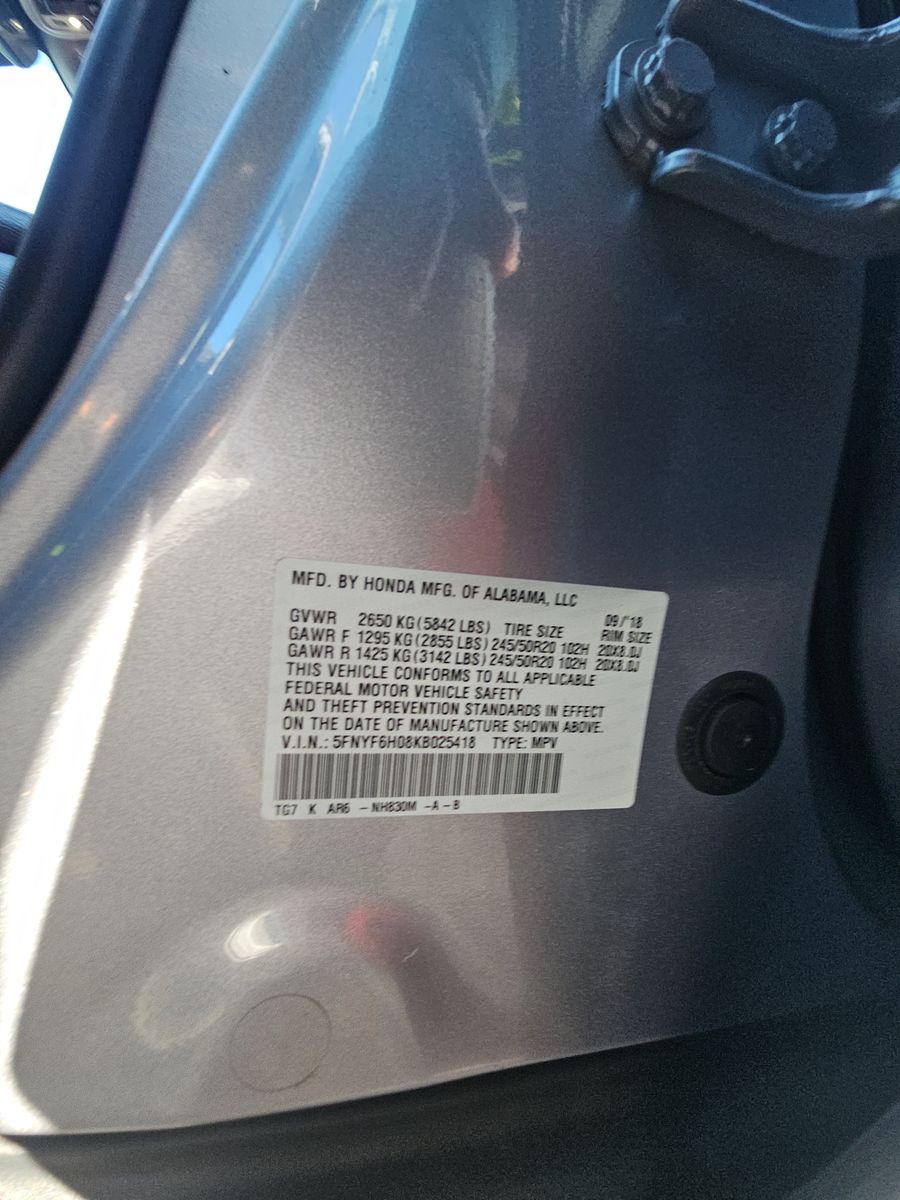 MFD. BY HONDA MFG. OF ALABAMA, LLC
09/'18
GVWR 2650 KG (5842 LBS) TIRE SIZE RIM SIZE
GAWR F 1295 KG (2855 LBS) 245/50R20 102H 20X8.0J
GAWR R 1425 KG (3142 LBS) 245/50R20 102H 20X8.0J
THIS VEHICLE CONFORMS TO ALL APPLICABLE
FEDERAL MOTOR VEHICLE SAFETY
AND THEFT PREVENTION STANDARDS IN EFFECT
ON THE DATE OF MANUFACTURE SHOWN ABOVE.
V.I.N.: 5FNYF6H08KB025418 TYPE: MPV
TG7 K AR6 -NH830M -A-B